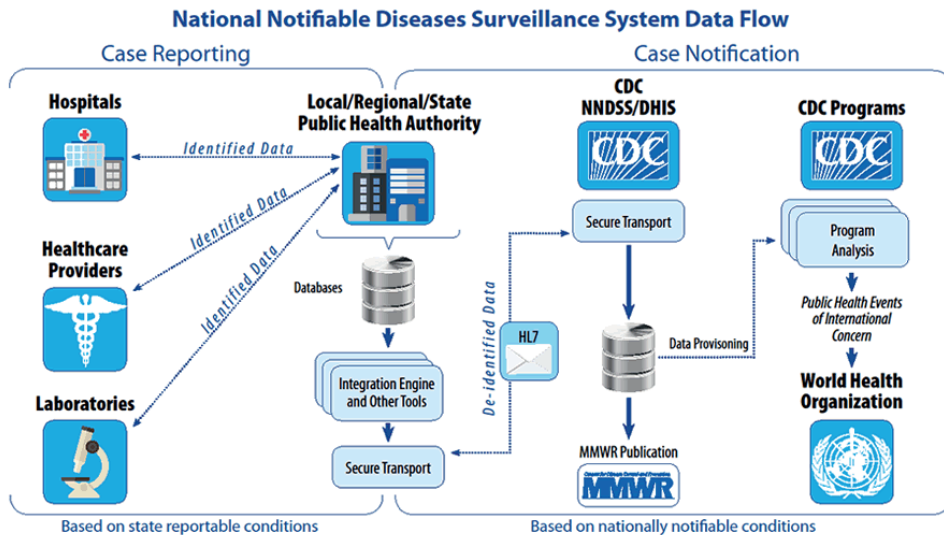 National Notifiable Diseases Surveillance System Data Flow
Case Reporting
Case Notification
Hospitals
Local/Regional/State
Public Health Authority
CDC
NNDSS/DHIS
CDC Programs
CDC
CDC
Identified Data
Identified Data
Identified Data
Healthcare
Providers
Laboratories
Databases
Integration Engine
and Other Tools
Secure Transport
De-identified Data
HL7
Secure Transport
Data Provisoning
MMWR Publication
MMWR
Program
Analysis
Public Health Events
of International
Concern
World Health
Organization
Based on state reportable conditions
Based on nationally notifiable conditions